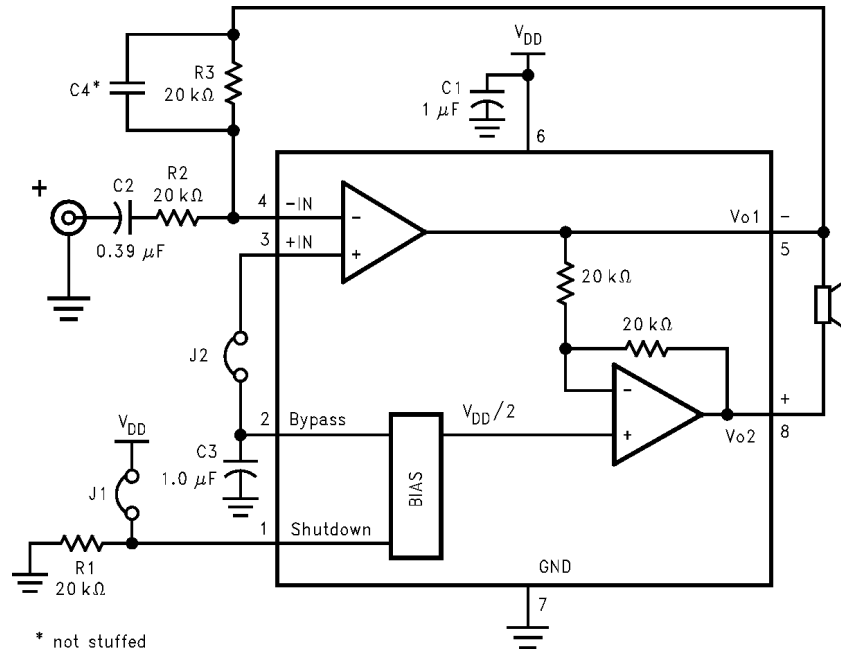 V_DD
R3
20 kΩ
C4*
C1
1 μF
6
R2
20 kΩ
C2
+
0.39 μF
4
-IN
-
3
+IN
+
Vo1
-
5
20 kΩ
20 kΩ
J2
-
+
+
Vo2
8
2
Bypass
V_DD/2
BIAS
V_DD
C3
1.0 μF
J1
1
Shutdown
R1
20 kΩ
GND
7
* not stuffed